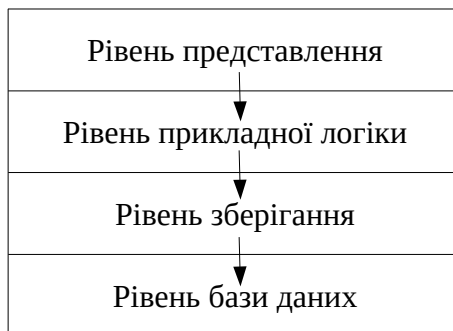 Рівень представлення
Рівень прикладної логіки
Рівень зберігання
Рівень бази даних